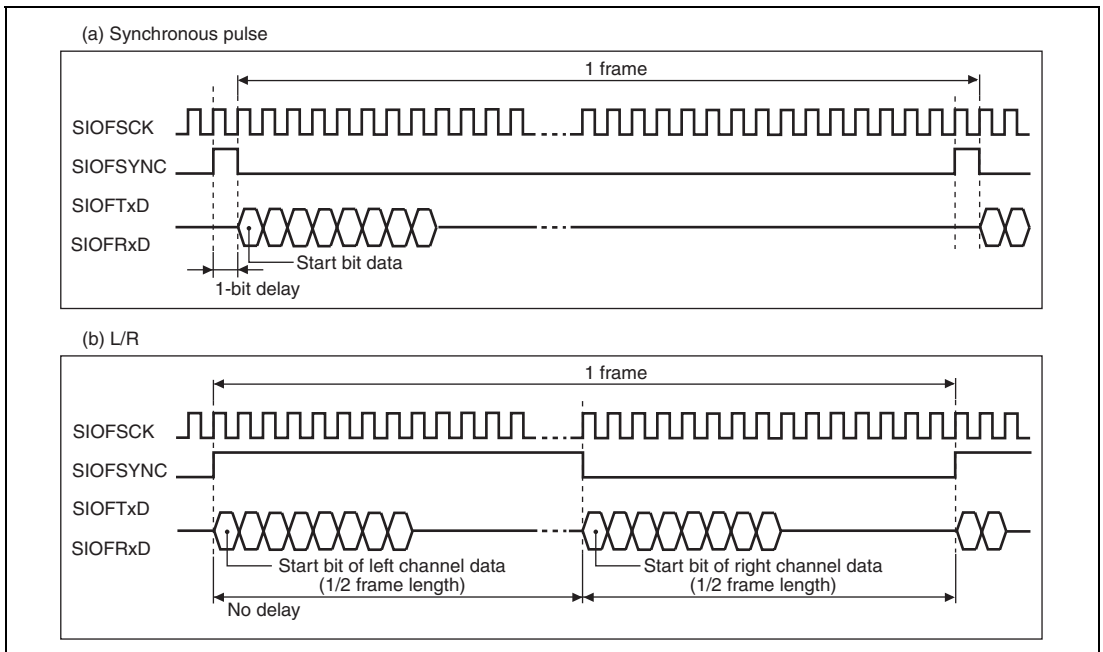 (a) Synchronous pulse
1 frame
SIOFSCK
SIOFSYNC
SIOFTxD
SIOFRxD
Start bit data
1-bit delay
(b) L/R
1 frame
SIOFSCK
SIOFSYNC
SIOFTxD
SIOFRxD
Start bit of left channel data
(1/2 frame length)
Start bit of right channel data
(1/2 frame length)
No delay